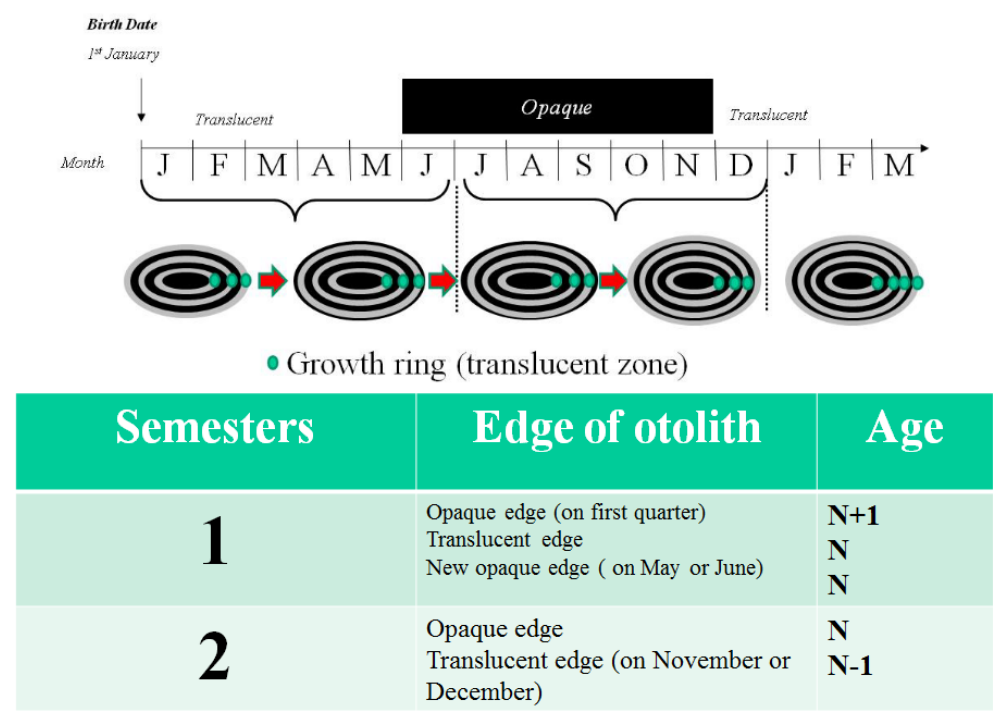 Birth Date
1st January
Translucent
Opaque
Translucent
Month J F M A M J J A S O N D J F M
Growth ring (translucent zone)
Semesters Edge of otolith Age
1
Opaque edge (on first quarter) N+1
Translucent edge N
New opaque edge ( on May or June) N
2
Opaque edge N
Translucent edge (on November or N-1
December)